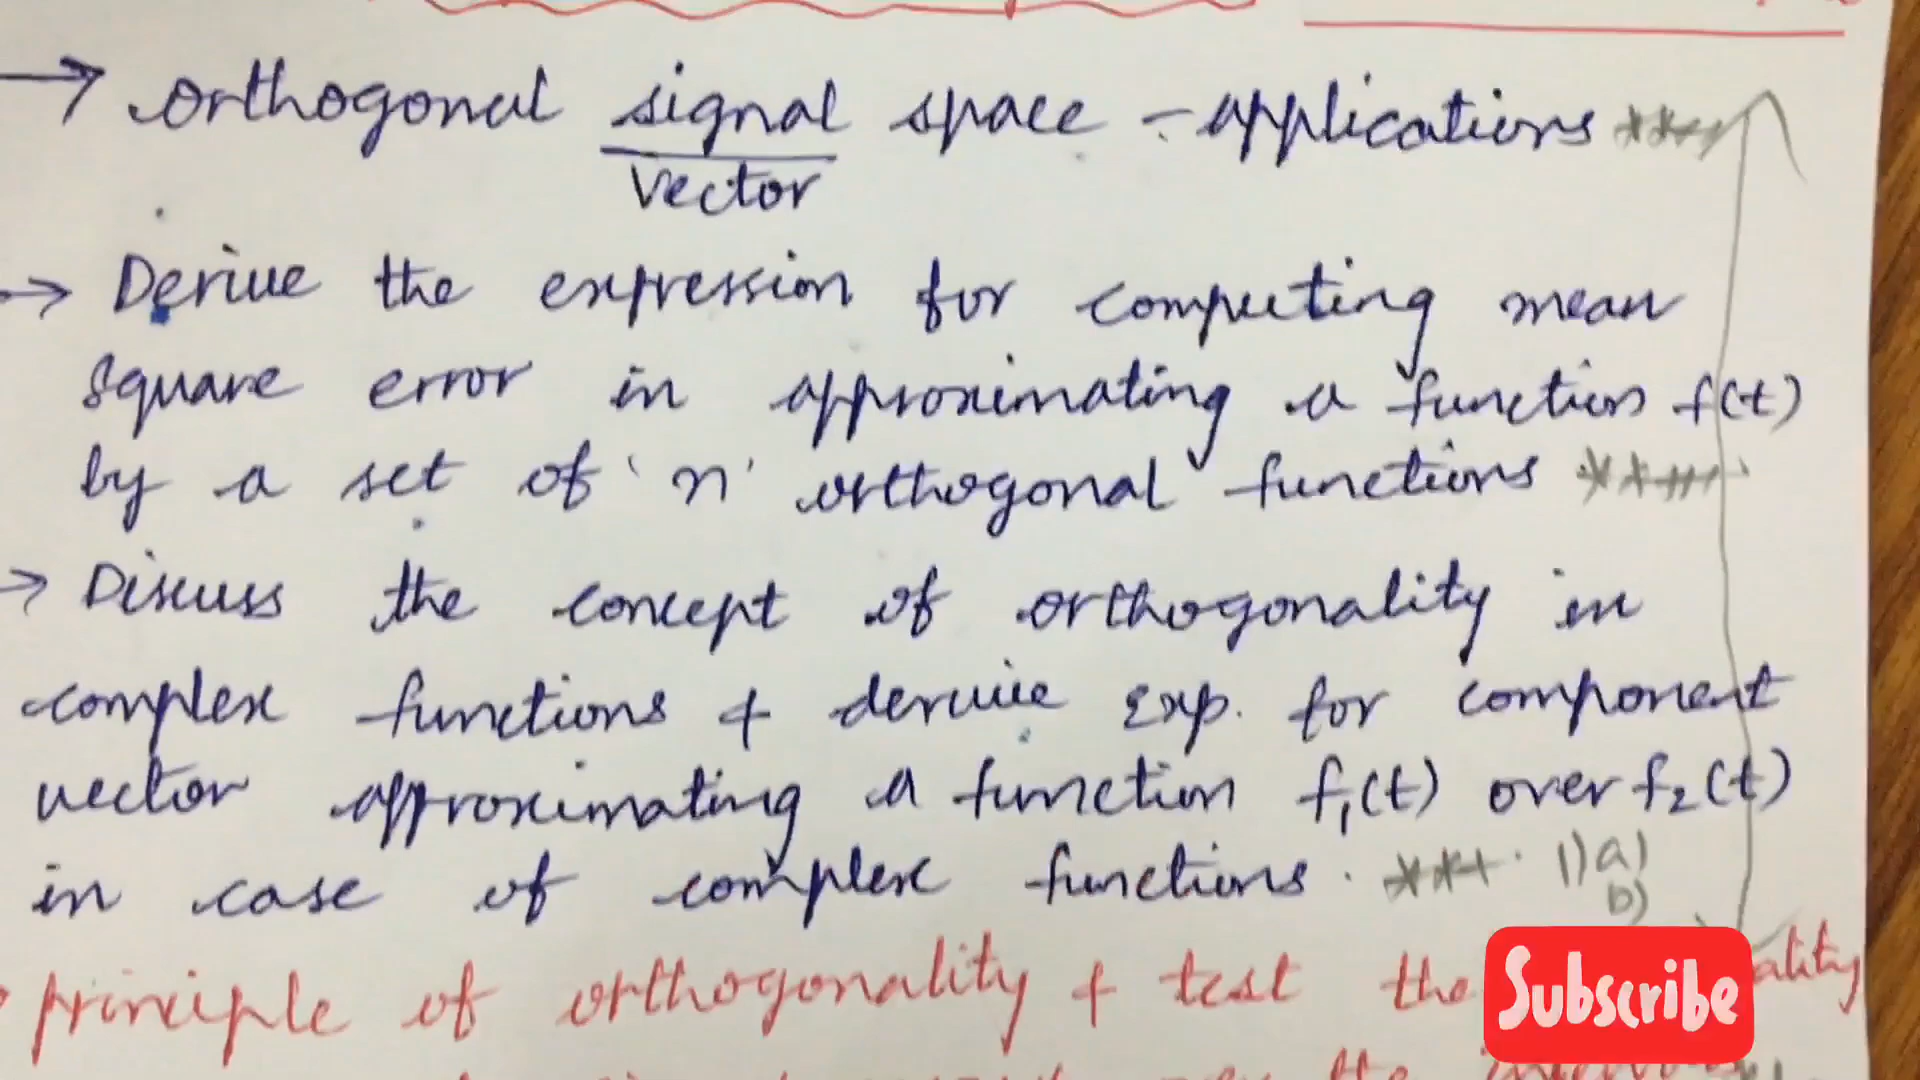 → Orthogonal signal space - applications ***
Vector
→ Derive the expression for computing mean
square error in approximating a function f(t)
by a set of 'n' orthogonal functions ***
→ Discuss the concept of orthogonality in
complex functions + derive Exp. for component
vector approximating a function f₁(t) over f₂(t)
in case of complex functions. *** 1)a)
b)
principle of orthogonality + test the ality
Subscribe
the